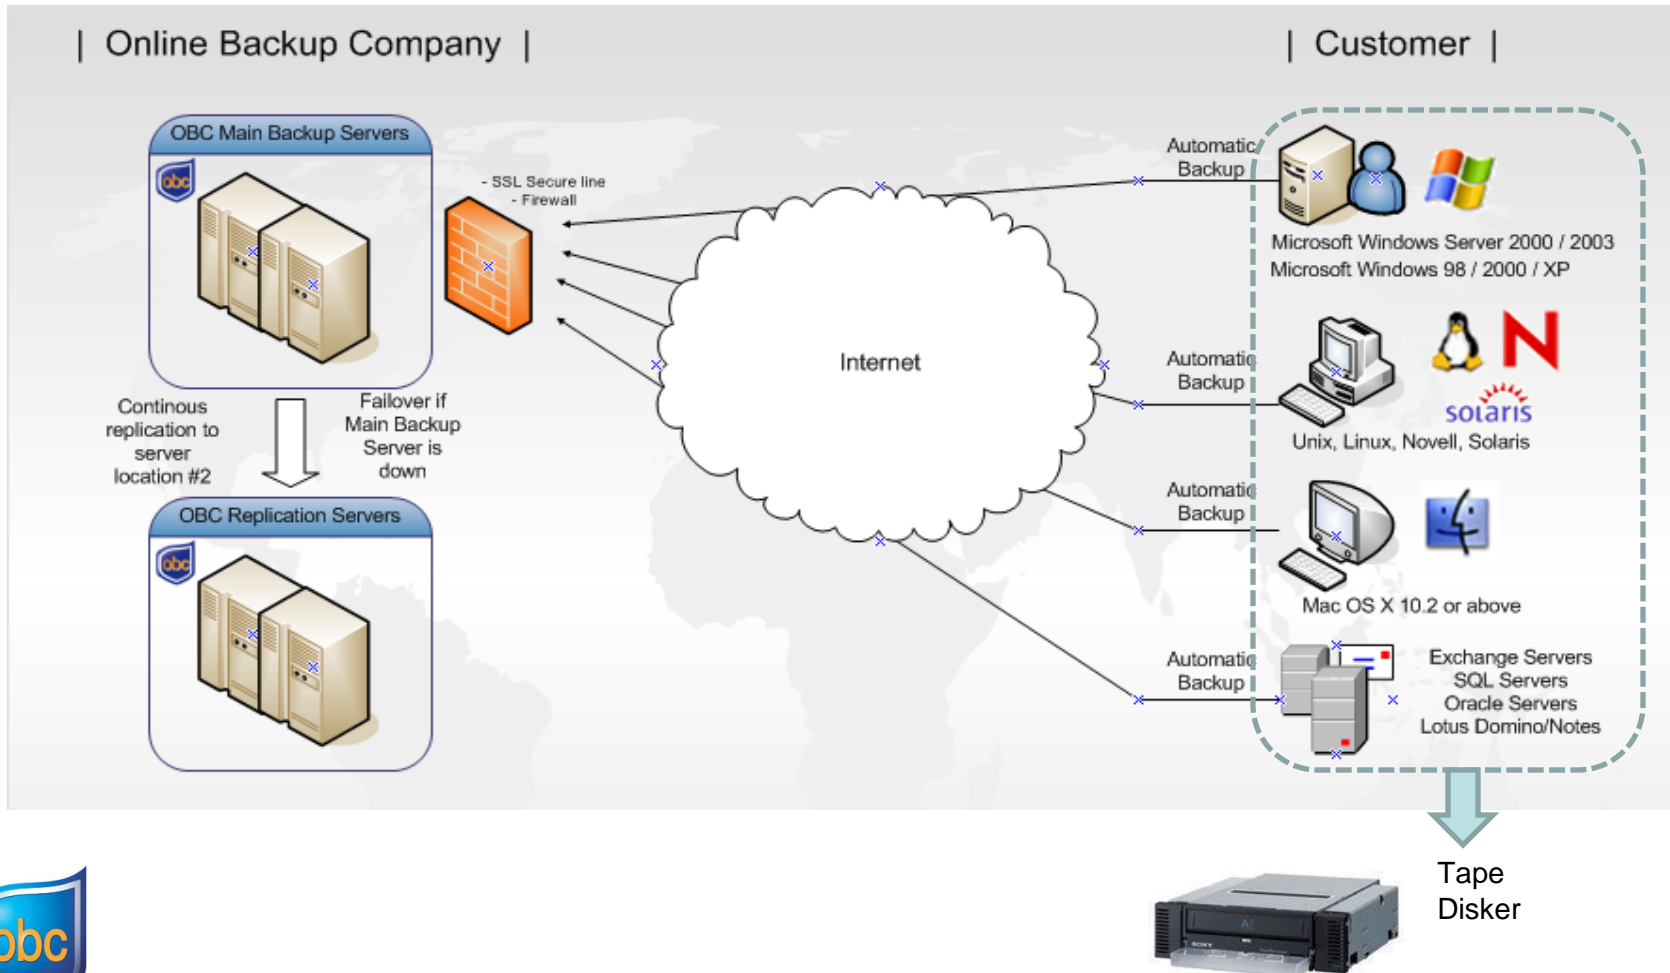 | Online Backup Company |
| Customer |
OBC Main Backup Servers
obc
- SSL Secure line
- Firewall
Continous
replication to
server
location #2
Failover if
Main Backup
Server is
down
OBC Replication Servers
obc
Internet
Automatic
Backup
Microsoft Windows Server 2000 / 2003
Microsoft Windows 98 / 2000 / XP
Automatic
Backup
N
solaris
Unix, Linux, Novell, Solaris
Automatic
Backup
Mac OS X 10.2 or above
Automatic
Backup
Exchange Servers
SQL Servers
Oracle Servers
Lotus Domino/Notes
Tape
Disker
SONY
obc